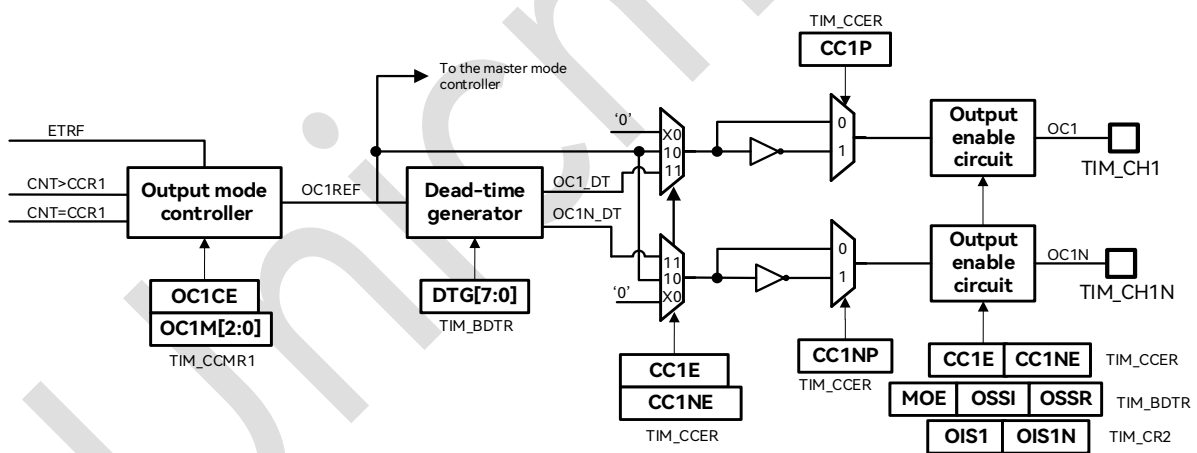 TIM_CCER
CC1P
To the master mode
controller
'0'
X0
10
11
0
1
ETRF
CNT>CCR1
CNT=CCR1
Output mode
controller
OC1REF
Dead-time
generator
OC1_DT
OC1N_DT
Output
enable
circuit
OC1
TIM_CH1
11
10
X0
'0'
0
1
Output
enable
circuit
OC1N
TIM_CH1N
OC1CE
OC1M[2:0]
TIM_CCMR1
DTG[7:0]
TIM_BDTR
CC1E
CC1NE
TIM_CCER
CC1NP
TIM_CCER
CC1E CC1NE TIM_CCER
MOE OSSI OSSR TIM_BDTR
OIS1 OIS1N TIM_CR2